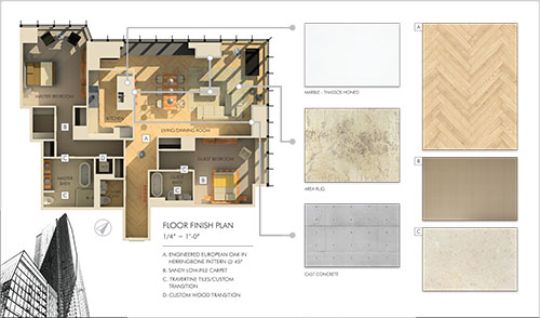 MASTER BEDROOM
KITCHEN
LIVING/DINING ROOM
A
B
GUEST BEDROOM
C
C
D
MASTER
BATH
B
C
FLOOR FINISH PLAN
1/4" = 1'-0"
A: ENGINEERED EUROPEAN OAK IN
HERRINGBONE PATTERN @ 45°
B: SANDY LOW-PILE CARPET
C: TRAVERTINE TILES/CUSTOM
TRANSITION
D: CUSTOM WOOD TRANSITION
MARBLE - THASSOS HONED
AREA RUG
CAST CONCRETE
A
B
C